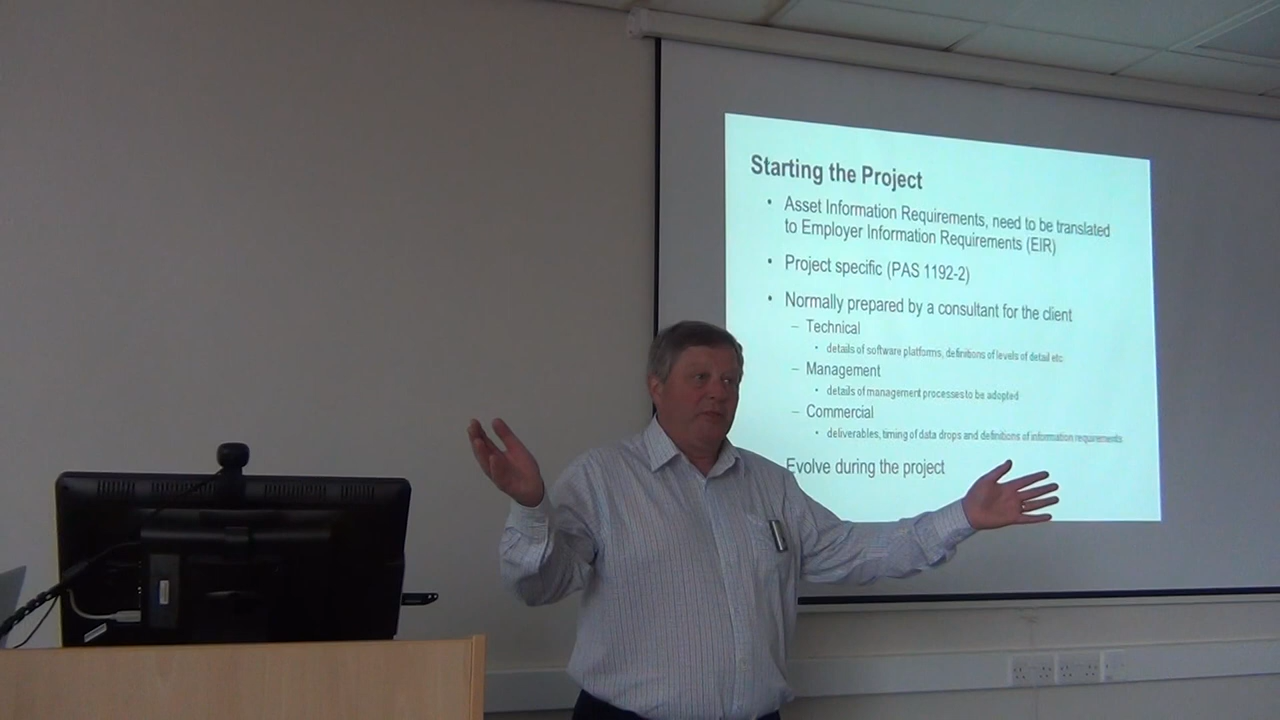 Starting the Project
• Asset Information Requirements, need to be translated
to Employer Information Requirements (EIR)
• Project specific (PAS 1192-2)
• Normally prepared by a consultant for the client
– Technical
• details of software platforms, definitions of levels of detail etc
– Management
• details of management processes to be adopted
– Commercial
• deliverables, timing of data drops and definitions of information requirements
Evolve during the project